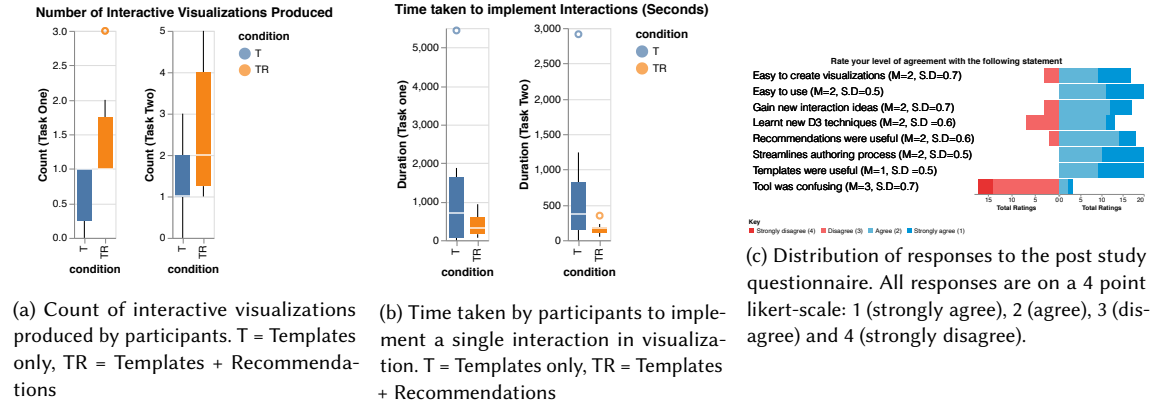 Number of Interactive Visualizations Produced
Count (Task One)
3.0
2.5
2.0
1.5
1.0
0.5
0.0
T
TR
condition
Count (Task Two)
5
4
3
2
1
0
T
TR
condition
condition
T
TR
(a) Count of interactive visualizations
produced by participants. T = Templates
only, TR = Templates + Recommenda-
tions
Time taken to implement Interactions (Seconds)
Duration (Task one)
5,000
4,000
3,000
2,000
1,000
0
T
TR
condition
Duration (Task Two)
3,000
2,500
2,000
1,500
1,000
500
0
T
TR
condition
condition
T
TR
(b) Time taken by participants to imple-
ment a single interaction in visualiza-
tion. T = Templates only, TR = Templates
+ Recommendations
Rate your level of agreement with the following statement
Easy to create visualizations (M=2, S.D=0.7)
Easy to use (M=2, S.D=0.5)
Gain new interaction ideas (M=2, S.D=0.7)
Learnt new D3 techniques (M=2, S.D =0.6)
Recommendations were useful (M=2, S.D=0.6)
Streamlines authoring process (M=2, S.D=0.5)
Templates were useful (M=1, S.D =0.5)
Tool was confusing (M=3, S.D=0.7)
15 10 5 0 0 5 10 15 20
Total Ratings Total Ratings
Key
Strongly disagree (4) Disagree (3) Agree (2) Strongly agree (1)
(c) Distribution of responses to the post study
questionnaire. All responses are on a 4 point
likert-scale: 1 (strongly agree), 2 (agree), 3 (dis-
agree) and 4 (strongly disagree).